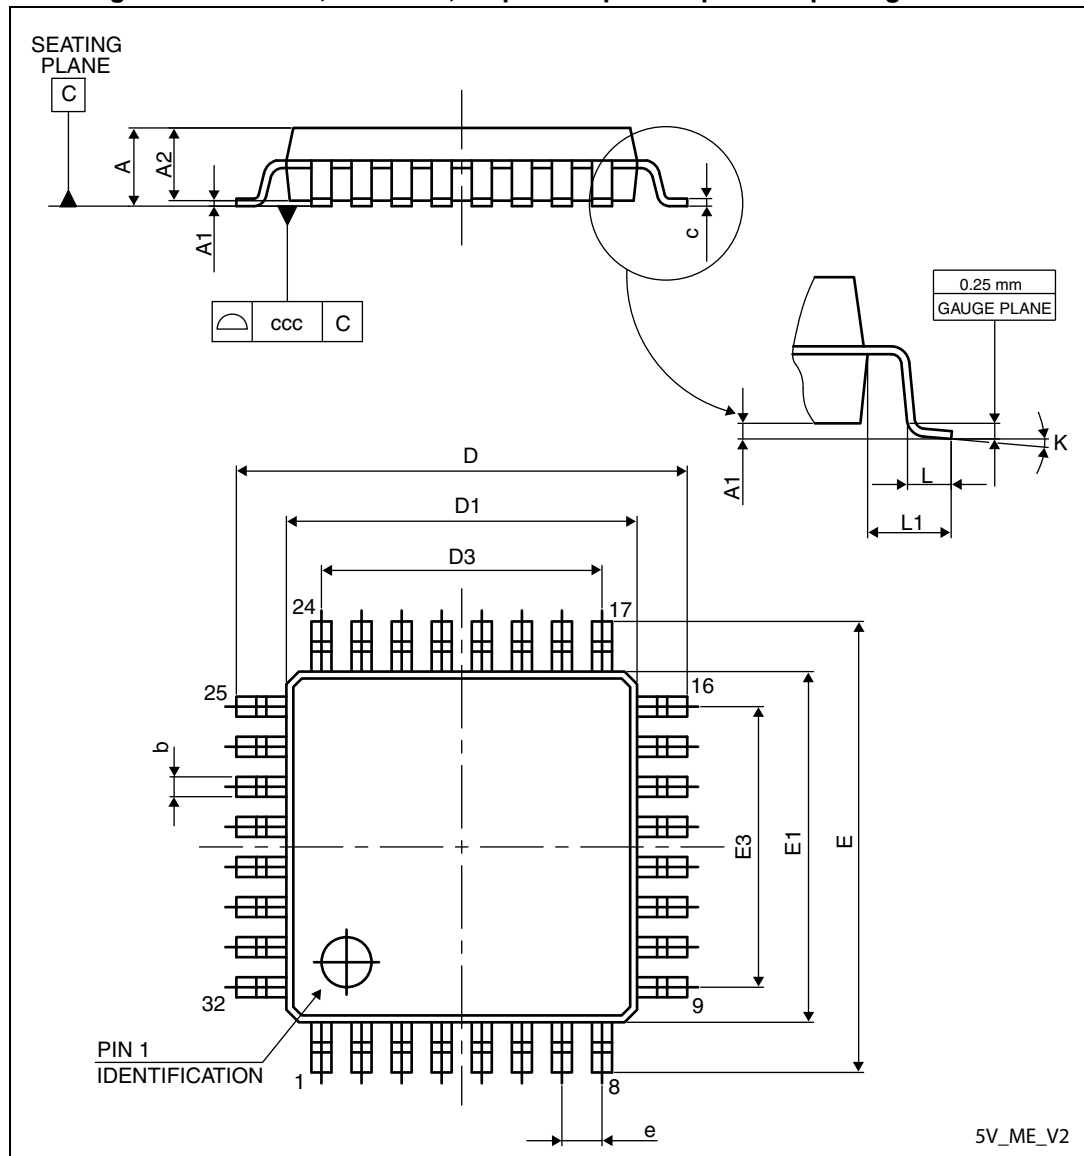 SEATING
PLANE
C
A
A2
A1
c
ccc
C
0.25 mm
GAUGE PLANE
K
A1
L
L1
D
D1
D3
24
17
25
16
b
E3
E1
E
32
9
PIN 1
IDENTIFICATION
1
8
e
5V_ME_V2